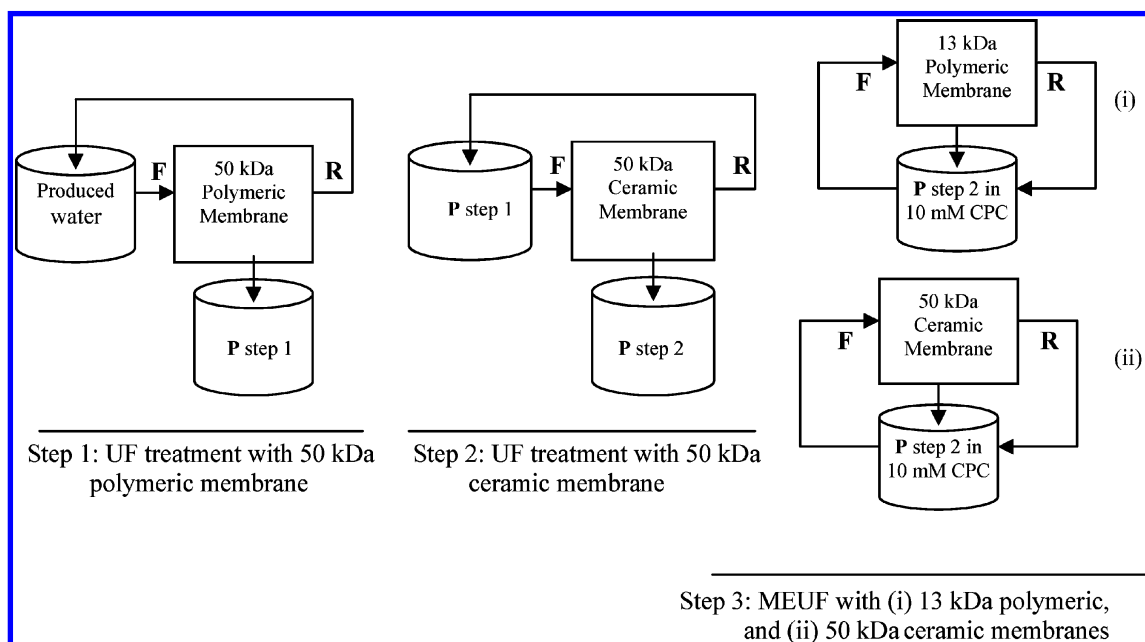 Produced
water
F
50 kDa
Polymeric
Membrane
R
P step 1
Step 1: UF treatment with 50 kDa
polymeric membrane
P step 1
F
50 kDa
Ceramic
Membrane
R
P step 2
Step 2: UF treatment with 50 kDa
ceramic membrane
F
13 kDa
Polymeric
Membrane
R
(i)
P step 2 in
10 mM CPC
F
50 kDa
Ceramic
Membrane
R
(ii)
P step 2 in
10 mM CPC
Step 3: MEUF with (i) 13 kDa polymeric,
and (ii) 50 kDa ceramic membranes